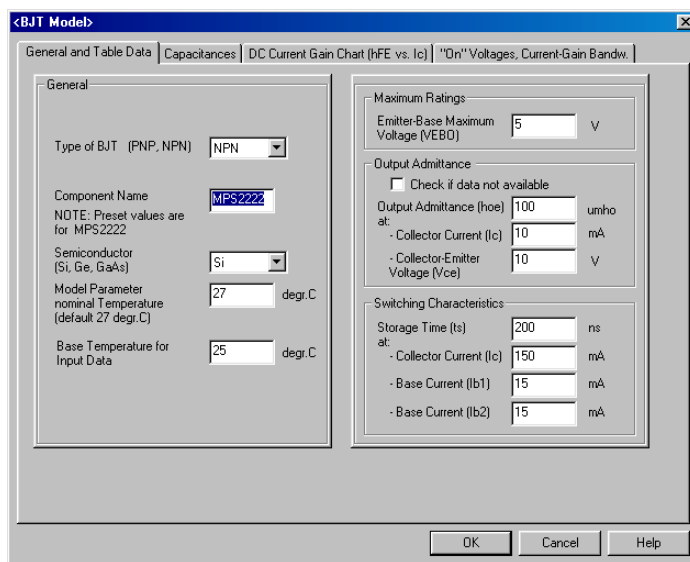 <BJT Model>
General and Table Data
Capacitances
DC Current Gain Chart (hFE vs. Ic)
"On" Voltages, Current-Gain Bandw.
General
Type of BJT (PNP, NPN)
NPN
Component Name
MPS2222
NOTE: Preset values are
for MPS2222
Semiconductor
(Si, Ge, GaAs)
Si
Model Parameter
nominal Temperature
(default 27 degr.C)
27
degr.C
Base Temperature for
Input Data
25
degr.C
Maximum Ratings
Emitter-Base Maximum
Voltage (VEBO)
5
V
Output Admittance
Check if data not available
Output Admittance (hoe)
100
umho
at:
- Collector Current (Ic)
10
mA
- Collector-Emitter
Voltage (Vce)
10
V
Switching Characteristics
Storage Time (ts)
200
ns
at:
- Collector Current (Ic)
150
mA
- Base Current (Ib1)
15
mA
- Base Current (Ib2)
15
mA
OK
Cancel
Help